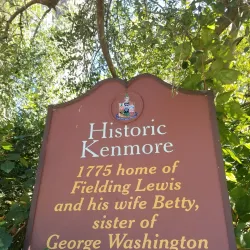 Historic
Kenmore
1775 home of
Fielding Lewis
and his wife Betty,
sister of
George Washington